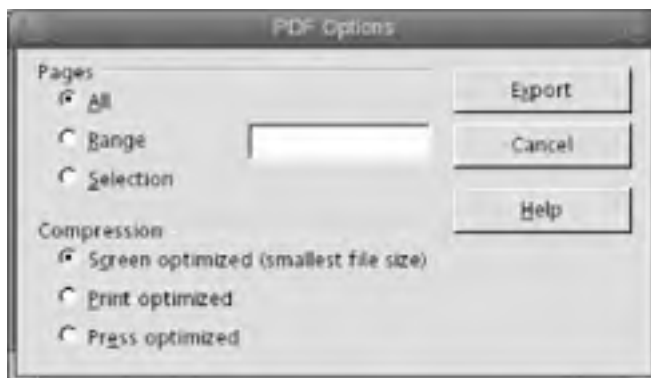 PDF Options
Pages
All
Range
Selection
Compression
Screen optimized (smallest file size)
Print optimized
Press optimized
Export
Cancel
Help